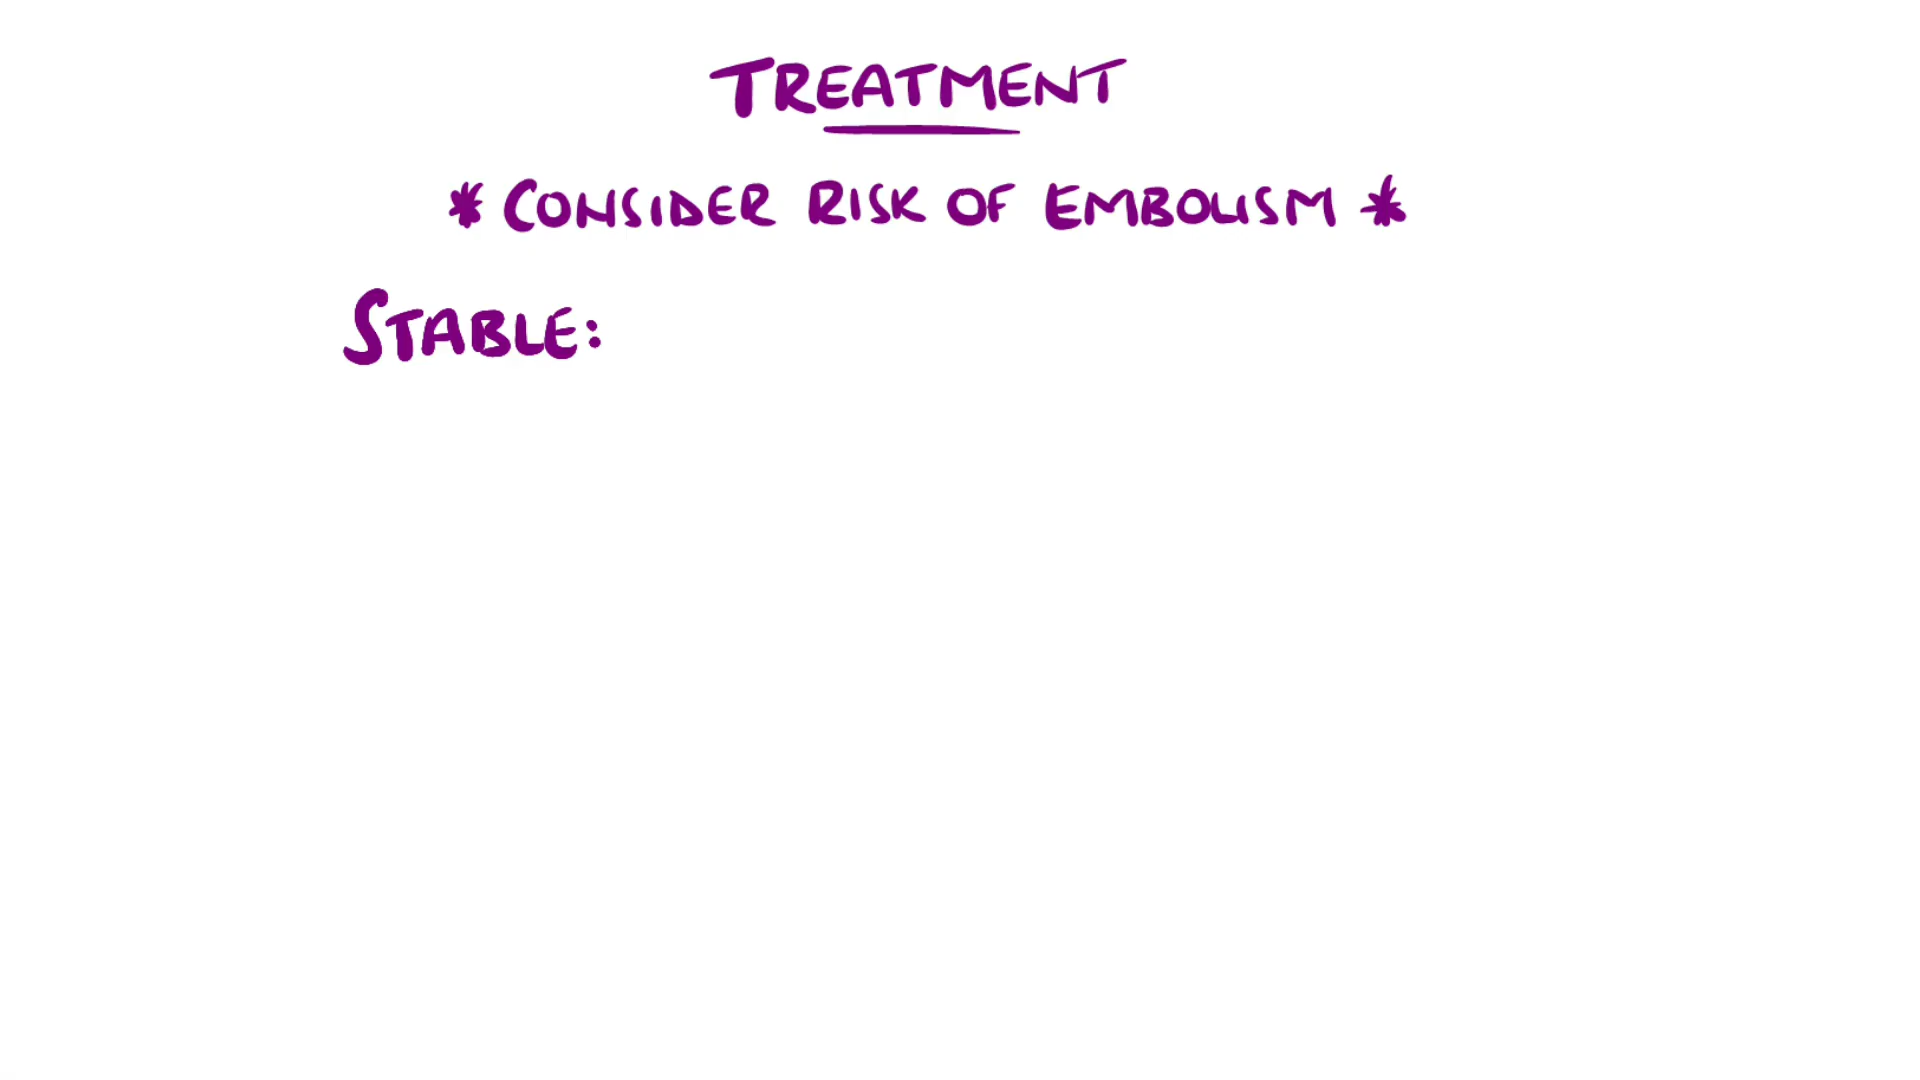 TREATMENT
* CONSIDER RISK OF EMBOLISM *
STABLE: